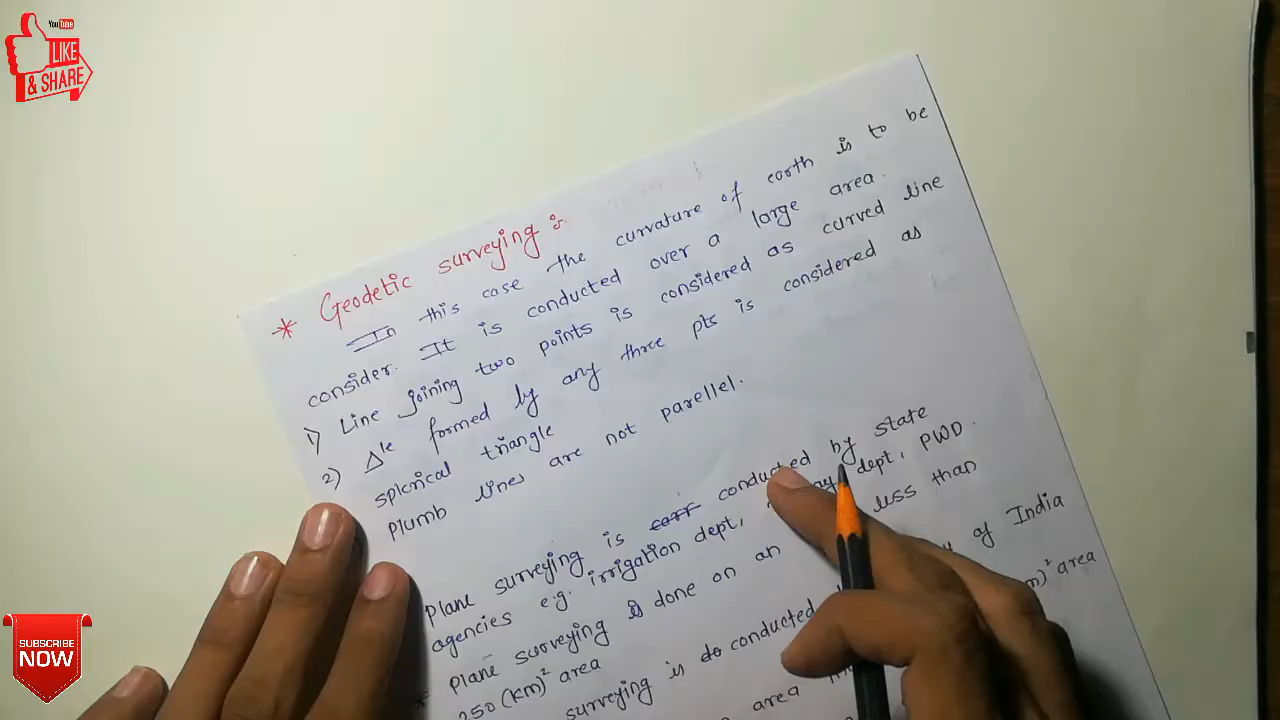 YouTube
LIKE
& SHARE
* Geodetic surveying :-
In this case the curvature of earth is to be
consider. It is conducted over a large area.
1) Line joining two points is considered as curved line
2) Δle formed by any three pts is considered as
spherical triangle
plumb lines are not parellel.
plane surveying is conducted by state
agencies e.g. irrigation dept, dept, PWD.
plane surveying is done on an less than
250 (km)² area
surveying is conducted of India
area m)² area
SUBSCRIBE
NOW